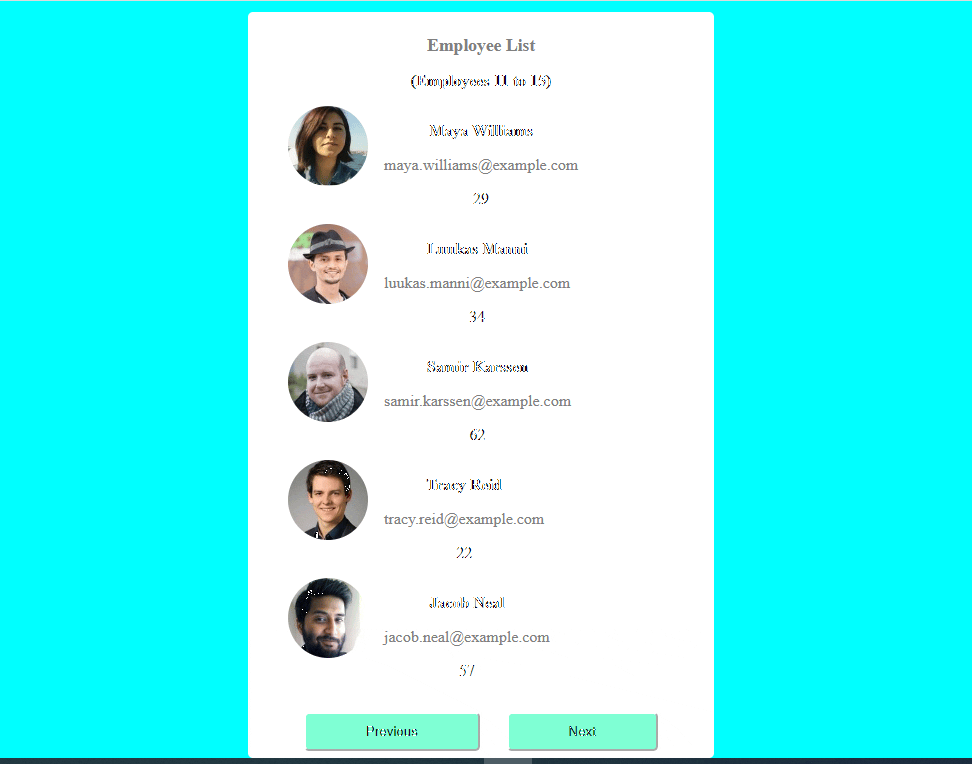 Employee List
(Employees 11 to 15)
Maya Williams
maya.williams@example.com
29
Luukas Manni
luukas.manni@example.com
34
Samir Karssen
samir.karssen@example.com
62
Tracy Reid
tracy.reid@example.com
22
Jacob Neal
jacob.neal@example.com
57
Previous
Next